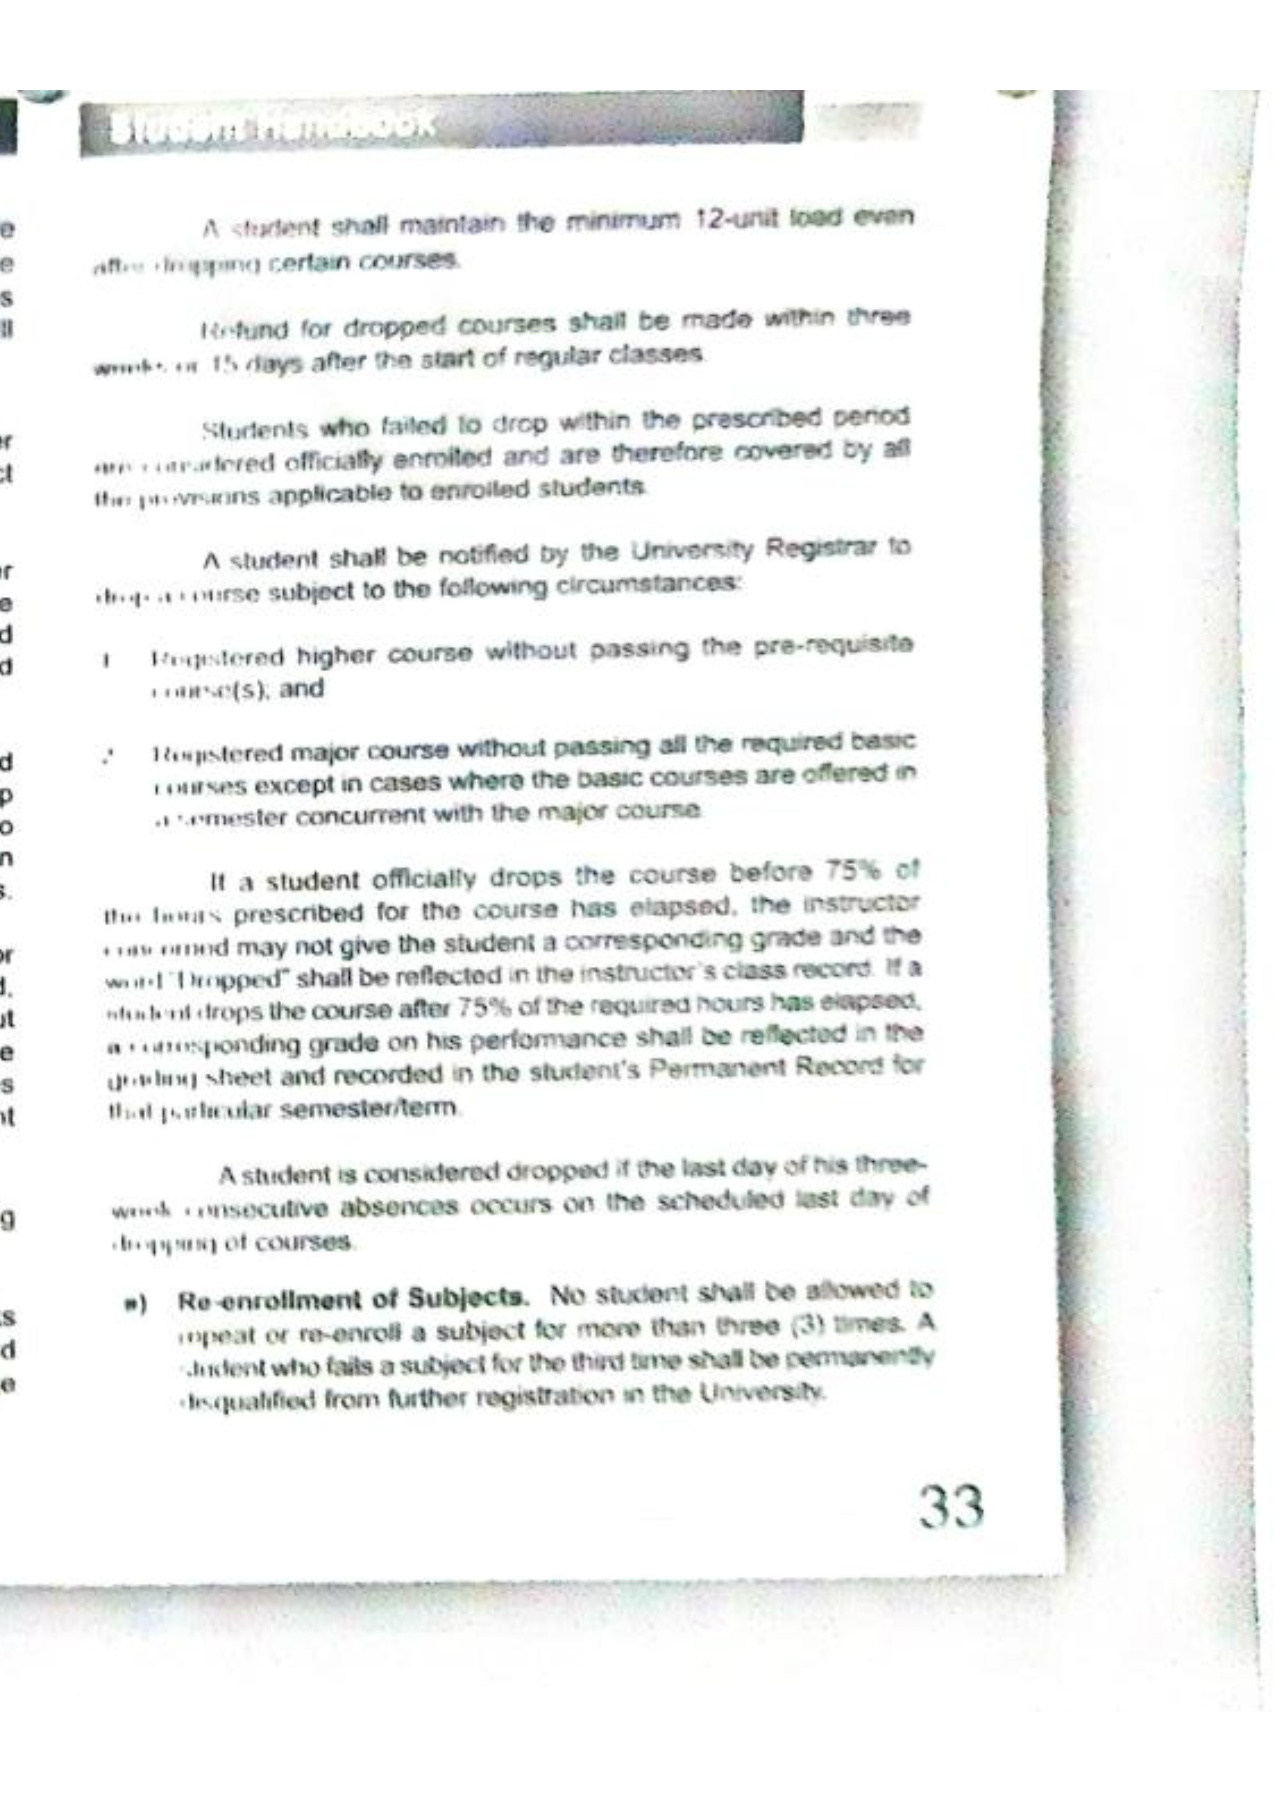 Student Handbook
A student shall maintain the minimum 12-unit load even
after dropping certain courses.
Refund for dropped courses shall be made within three
weeks or 15 days after the start of regular classes.
Students who failed to drop within the prescribed period
are considered officially enrolled and are therefore covered by all
the provisions applicable to enrolled students.
A student shall be notified by the University Registrar to
drop a course subject to the following circumstances:
1 Registered higher course without passing the pre-requisite
course(s); and
2 Registered major course without passing all the required basic
courses except in cases where the basic courses are offered in
a semester concurrent with the major course.
If a student officially drops the course before 75% of
the hours prescribed for the course has elapsed, the instructor
concerned may not give the student a corresponding grade and the
word "Dropped" shall be reflected in the instructor's class record. If a
student drops the course after 75% of the required hours has elapsed,
a corresponding grade on his performance shall be reflected in the
grading sheet and recorded in the student's Permanent Record for
that particular semester/term.
A student is considered dropped if the last day of his three-
week consecutive absences occurs on the scheduled last day of
dropping of courses.
Re-enrollment of Subjects. No student shall be allowed to
repeat or re-enroll a subject for more than three (3) times. A
student who fails a subject for the third time shall be permanently
disqualified from further registration in the University.
33